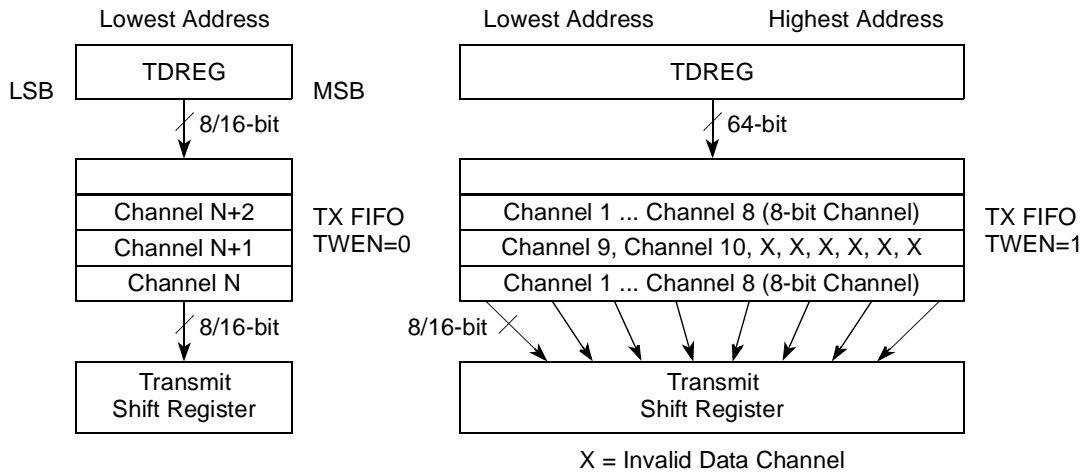 Lowest Address
LSB
TDREG
MSB
8/16-bit
Channel N+2
Channel N+1
Channel N
TX FIFO
TWEN=0
8/16-bit
Transmit
Shift Register
Lowest Address
Highest Address
TDREG
64-bit
Channel 1 ... Channel 8 (8-bit Channel)
Channel 9, Channel 10, X, X, X, X, X, X
Channel 1 ... Channel 8 (8-bit Channel)
TX FIFO
TWEN=1
8/16-bit
Transmit
Shift Register
X = Invalid Data Channel